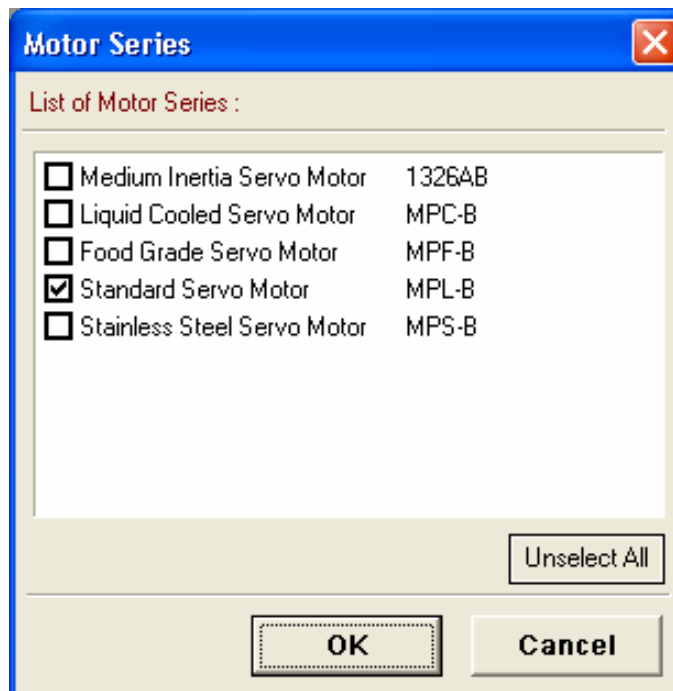 Motor Series
List of Motor Series :
Medium Inertia Servo Motor 1326AB
Liquid Cooled Servo Motor MPC-B
Food Grade Servo Motor MPF-B
Standard Servo Motor MPL-B
Stainless Steel Servo Motor MPS-B
Unselect All
OK Cancel